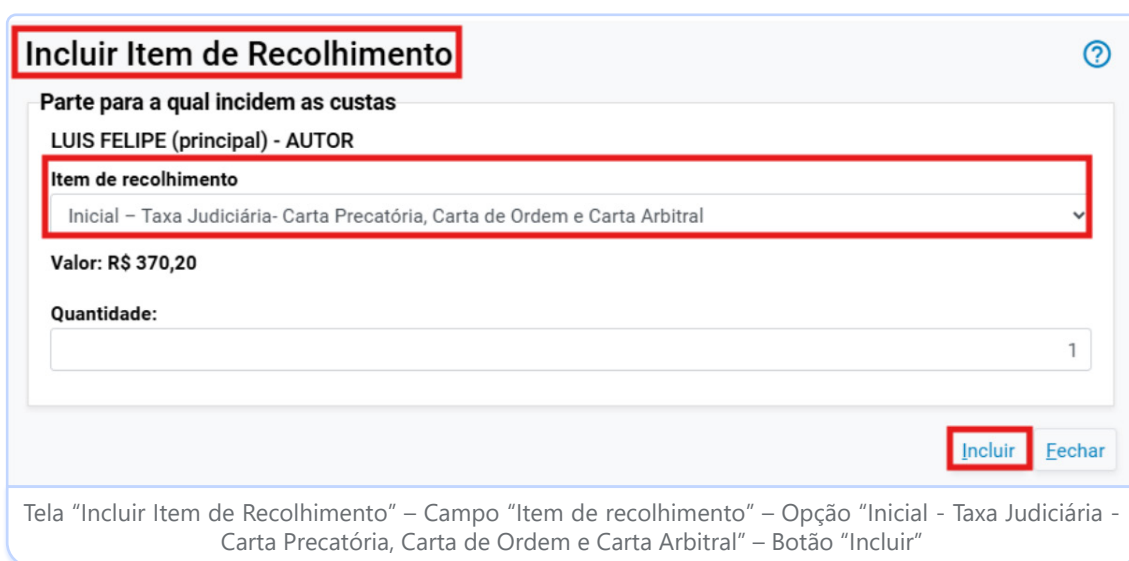 Incluir Item de Recolhimento
?
Parte para a qual incidem as custas
LUIS FELIPE (principal) - AUTOR
Item de recolhimento
Inicial – Taxa Judiciária- Carta Precatória, Carta de Ordem e Carta Arbitral
Valor: R$ 370,20
Quantidade:
1
Incluir Fechar
Tela “Incluir Item de Recolhimento” – Campo “Item de recolhimento” – Opção “Inicial - Taxa Judiciária -
Carta Precatória, Carta de Ordem e Carta Arbitral” – Botão “Incluir”